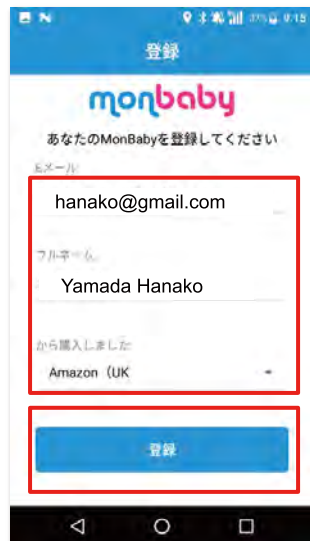 登録
monbaby
あなたのMonBabyを登録してください
Eメール
hanako@gmail.com
フルネーム
Yamada Hanako
から購入しました
Amazon (UK
登録